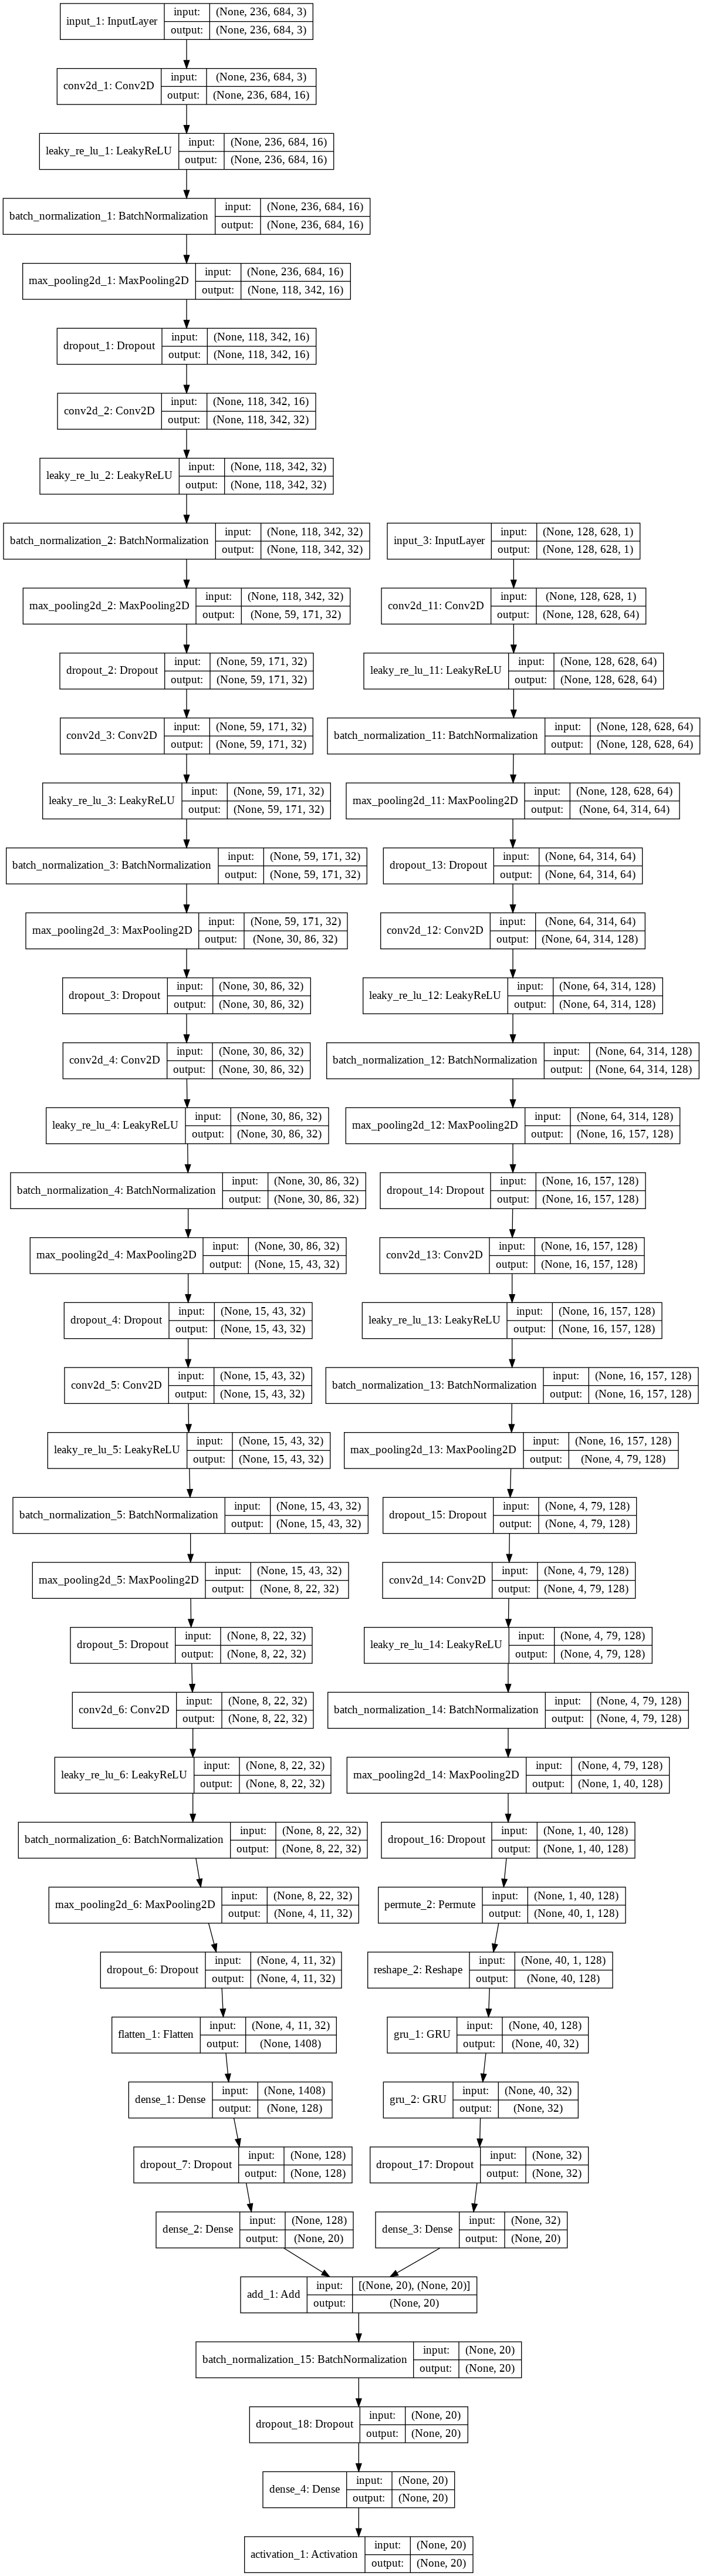 input_1: InputLayer
input: (None, 236, 684, 3)
output: (None, 236, 684, 3)
conv2d_1: Conv2D
input: (None, 236, 684, 3)
output: (None, 236, 684, 16)
leaky_re_lu_1: LeakyReLU
input: (None, 236, 684, 16)
output: (None, 236, 684, 16)
batch_normalization_1: BatchNormalization
input: (None, 236, 684, 16)
output: (None, 236, 684, 16)
max_pooling2d_1: MaxPooling2D
input: (None, 236, 684, 16)
output: (None, 118, 342, 16)
dropout_1: Dropout
input: (None, 118, 342, 16)
output: (None, 118, 342, 16)
conv2d_2: Conv2D
input: (None, 118, 342, 16)
output: (None, 118, 342, 32)
leaky_re_lu_2: LeakyReLU
input: (None, 118, 342, 32)
output: (None, 118, 342, 32)
batch_normalization_2: BatchNormalization
input: (None, 118, 342, 32)
output: (None, 118, 342, 32)
max_pooling2d_2: MaxPooling2D
input: (None, 118, 342, 32)
output: (None, 59, 171, 32)
dropout_2: Dropout
input: (None, 59, 171, 32)
output: (None, 59, 171, 32)
conv2d_3: Conv2D
input: (None, 59, 171, 32)
output: (None, 59, 171, 32)
leaky_re_lu_3: LeakyReLU
input: (None, 59, 171, 32)
output: (None, 59, 171, 32)
batch_normalization_3: BatchNormalization
input: (None, 59, 171, 32)
output: (None, 59, 171, 32)
max_pooling2d_3: MaxPooling2D
input: (None, 59, 171, 32)
output: (None, 30, 86, 32)
dropout_3: Dropout
input: (None, 30, 86, 32)
output: (None, 30, 86, 32)
conv2d_4: Conv2D
input: (None, 30, 86, 32)
output: (None, 30, 86, 32)
leaky_re_lu_4: LeakyReLU
input: (None, 30, 86, 32)
output: (None, 30, 86, 32)
batch_normalization_4: BatchNormalization
input: (None, 30, 86, 32)
output: (None, 30, 86, 32)
max_pooling2d_4: MaxPooling2D
input: (None, 30, 86, 32)
output: (None, 15, 43, 32)
dropout_4: Dropout
input: (None, 15, 43, 32)
output: (None, 15, 43, 32)
conv2d_5: Conv2D
input: (None, 15, 43, 32)
output: (None, 15, 43, 32)
leaky_re_lu_5: LeakyReLU
input: (None, 15, 43, 32)
output: (None, 15, 43, 32)
batch_normalization_5: BatchNormalization
input: (None, 15, 43, 32)
output: (None, 15, 43, 32)
max_pooling2d_5: MaxPooling2D
input: (None, 15, 43, 32)
output: (None, 8, 22, 32)
dropout_5: Dropout
input: (None, 8, 22, 32)
output: (None, 8, 22, 32)
conv2d_6: Conv2D
input: (None, 8, 22, 32)
output: (None, 8, 22, 32)
leaky_re_lu_6: LeakyReLU
input: (None, 8, 22, 32)
output: (None, 8, 22, 32)
batch_normalization_6: BatchNormalization
input: (None, 8, 22, 32)
output: (None, 8, 22, 32)
max_pooling2d_6: MaxPooling2D
input: (None, 8, 22, 32)
output: (None, 4, 11, 32)
dropout_6: Dropout
input: (None, 4, 11, 32)
output: (None, 4, 11, 32)
flatten_1: Flatten
input: (None, 4, 11, 32)
output: (None, 1408)
dense_1: Dense
input: (None, 1408)
output: (None, 128)
dropout_7: Dropout
input: (None, 128)
output: (None, 128)
dense_2: Dense
input: (None, 128)
output: (None, 20)
input_3: InputLayer
input: (None, 128, 628, 1)
output: (None, 128, 628, 1)
conv2d_11: Conv2D
input: (None, 128, 628, 1)
output: (None, 128, 628, 64)
leaky_re_lu_11: LeakyReLU
input: (None, 128, 628, 64)
output: (None, 128, 628, 64)
batch_normalization_11: BatchNormalization
input: (None, 128, 628, 64)
output: (None, 128, 628, 64)
max_pooling2d_11: MaxPooling2D
input: (None, 128, 628, 64)
output: (None, 64, 314, 64)
dropout_13: Dropout
input: (None, 64, 314, 64)
output: (None, 64, 314, 64)
conv2d_12: Conv2D
input: (None, 64, 314, 64)
output: (None, 64, 314, 128)
leaky_re_lu_12: LeakyReLU
input: (None, 64, 314, 128)
output: (None, 64, 314, 128)
batch_normalization_12: BatchNormalization
input: (None, 64, 314, 128)
output: (None, 64, 314, 128)
max_pooling2d_12: MaxPooling2D
input: (None, 64, 314, 128)
output: (None, 16, 157, 128)
dropout_14: Dropout
input: (None, 16, 157, 128)
output: (None, 16, 157, 128)
conv2d_13: Conv2D
input: (None, 16, 157, 128)
output: (None, 16, 157, 128)
leaky_re_lu_13: LeakyReLU
input: (None, 16, 157, 128)
output: (None, 16, 157, 128)
batch_normalization_13: BatchNormalization
input: (None, 16, 157, 128)
output: (None, 16, 157, 128)
max_pooling2d_13: MaxPooling2D
input: (None, 16, 157, 128)
output: (None, 4, 79, 128)
dropout_15: Dropout
input: (None, 4, 79, 128)
output: (None, 4, 79, 128)
conv2d_14: Conv2D
input: (None, 4, 79, 128)
output: (None, 4, 79, 128)
leaky_re_lu_14: LeakyReLU
input: (None, 4, 79, 128)
output: (None, 4, 79, 128)
batch_normalization_14: BatchNormalization
input: (None, 4, 79, 128)
output: (None, 4, 79, 128)
max_pooling2d_14: MaxPooling2D
input: (None, 4, 79, 128)
output: (None, 1, 40, 128)
dropout_16: Dropout
input: (None, 1, 40, 128)
output: (None, 1, 40, 128)
permute_2: Permute
input: (None, 1, 40, 128)
output: (None, 40, 1, 128)
reshape_2: Reshape
input: (None, 40, 1, 128)
output: (None, 40, 128)
gru_1: GRU
input: (None, 40, 128)
output: (None, 40, 32)
gru_2: GRU
input: (None, 40, 32)
output: (None, 32)
dropout_17: Dropout
input: (None, 32)
output: (None, 32)
dense_3: Dense
input: (None, 32)
output: (None, 20)
add_1: Add
input: [(None, 20), (None, 20)]
output: (None, 20)
batch_normalization_15: BatchNormalization
input: (None, 20)
output: (None, 20)
dropout_18: Dropout
input: (None, 20)
output: (None, 20)
dense_4: Dense
input: (None, 20)
output: (None, 20)
activation_1: Activation
input: (None, 20)
output: (None, 20)